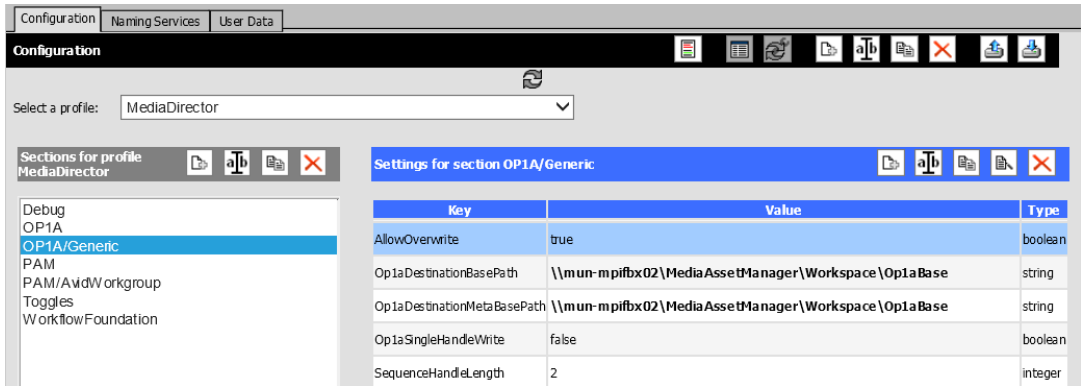 Configuration Naming Services User Data
Configuration
Select a profile: MediaDirector
Sections for profile
MediaDirector
Debug
OP1A
OP1A/Generic
PAM
PAM/AvidWorkgroup
Toggles
WorkflowFoundation
Settings for section OP1A/Generic
Key Value Type
AllowOverwrite true boolean
Op1aDestinationBasePath \\mun-mpifbx02\MediaAssetManager\Workspace\Op1aBase string
Op1aDestinationMetaBasePath \\mun-mpifbx02\MediaAssetManager\Workspace\Op1aBase string
Op1aSingleHandleWrite false boolean
SequenceHandleLength 2 integer